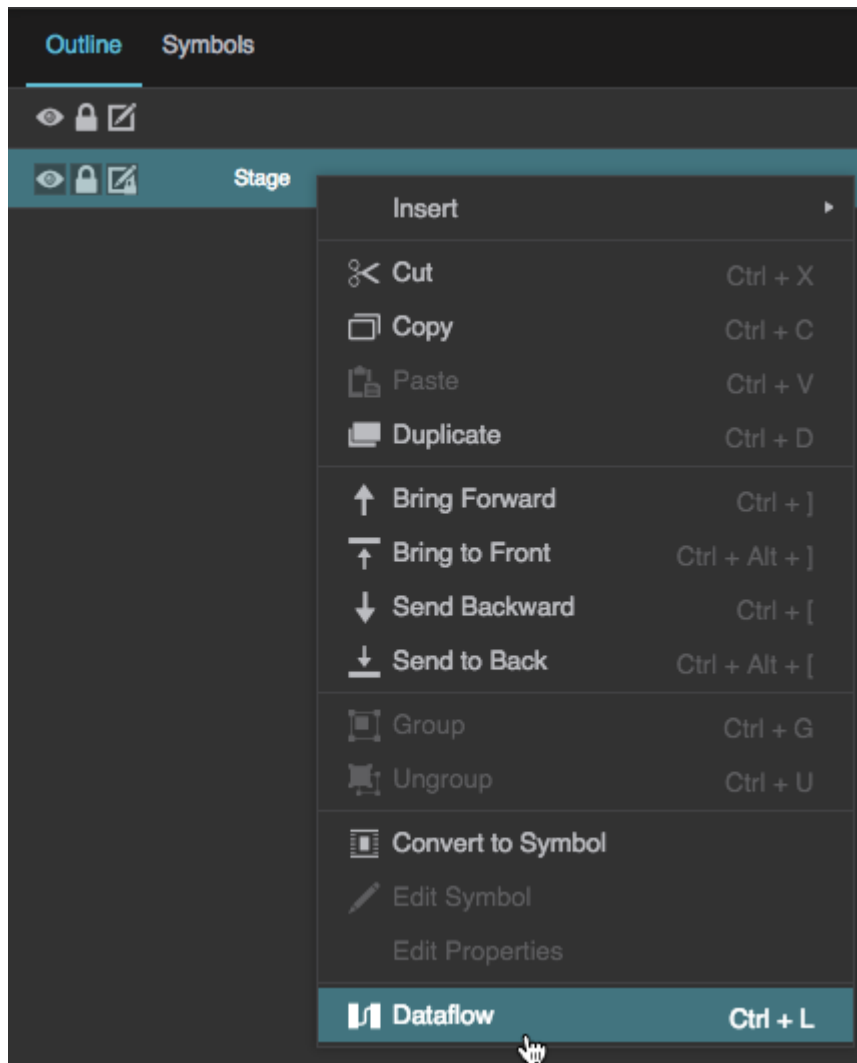 Outline Symbols
Stage
Insert
Cut Ctrl + X
Copy Ctrl + C
Paste Ctrl + V
Duplicate Ctrl + D
Bring Forward Ctrl + ]
Bring to Front Ctrl + Alt + ]
Send Backward Ctrl + [
Send to Back Ctrl + Alt + [
Group Ctrl + G
Ungroup Ctrl + U
Convert to Symbol
Edit Symbol
Edit Properties
Dataflow Ctrl + L